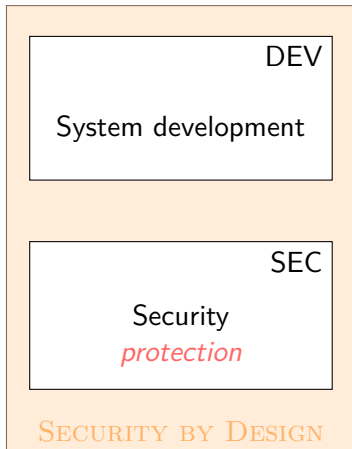 DEV
System development
SEC
Security
protection
SECURITY BY DESIGN